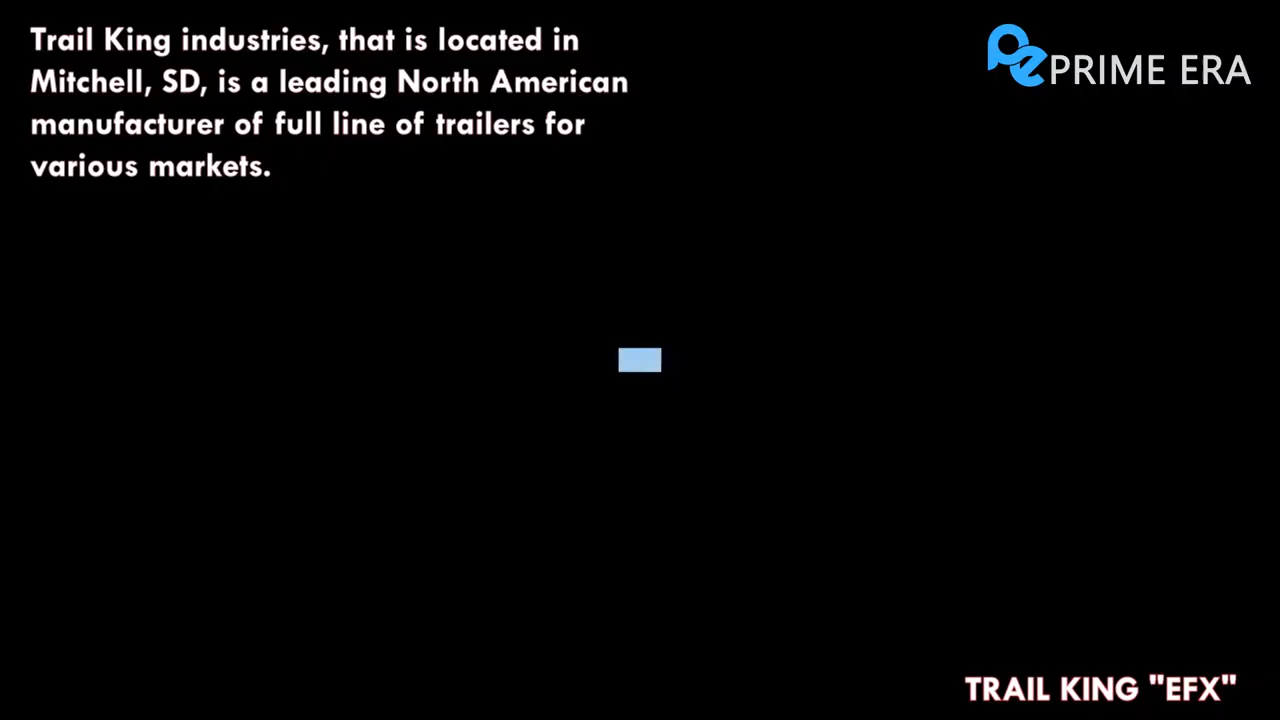 Trail King industries, that is located in
Mitchell, SD, is a leading North American
manufacturer of full line of trailers for
various markets.
pe PRIME ERA
TRAIL KING "EFX"